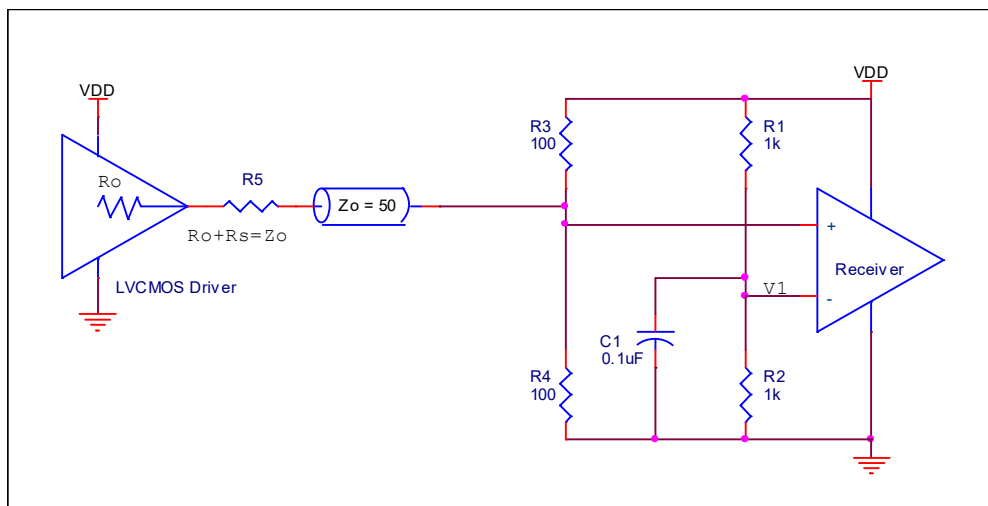 VDD
Ro
R5
Ro+Rs=Zo
LVCMOS Driver
Zo = 50
R3
100
R4
100
C1
0.1uF
R1
1k
V1
R2
1k
VDD
+
-
Receiver